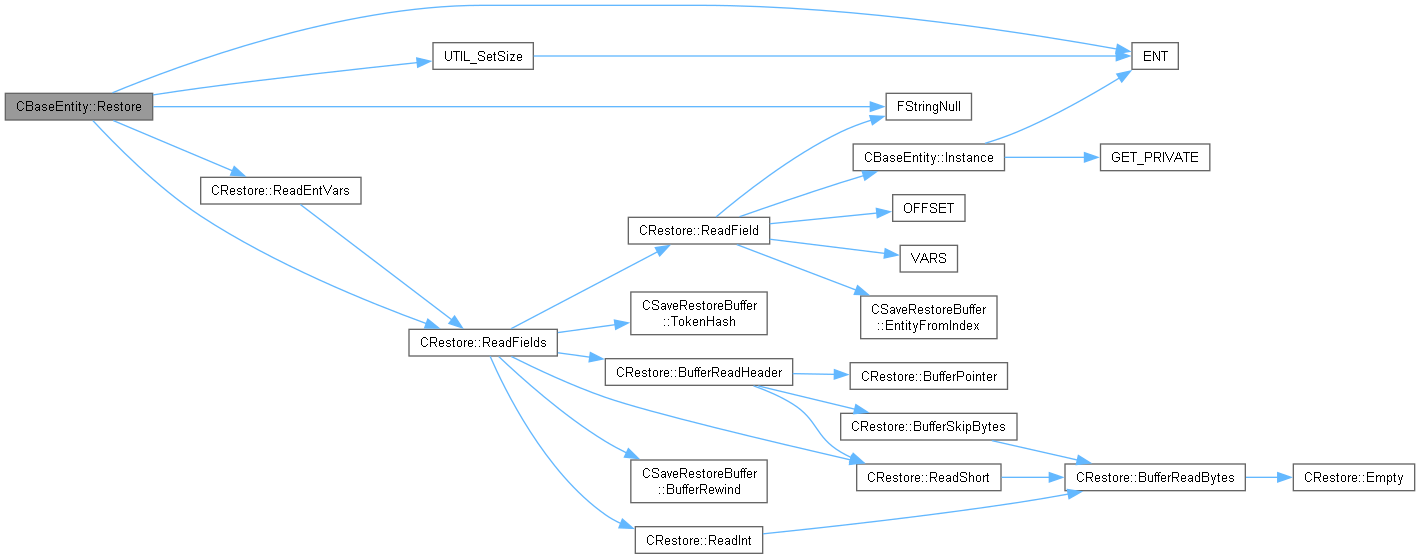 ENT
UTIL_SetSize
CBaseEntity::Restore
FStringNull
CBaseEntity::Instance
GET_PRIVATE
CRestore::ReadEntVars
OFFSET
CRestore::ReadField
VARS
CSaveRestoreBuffer
::TokenHash
CSaveRestoreBuffer
::EntityFromIndex
CRestore::ReadFields
CRestore::BufferReadHeader
CRestore::BufferPointer
CRestore::BufferSkipBytes
CSaveRestoreBuffer
::BufferRewind
CRestore::ReadShort
CRestore::BufferReadBytes
CRestore::Empty
CRestore::ReadInt